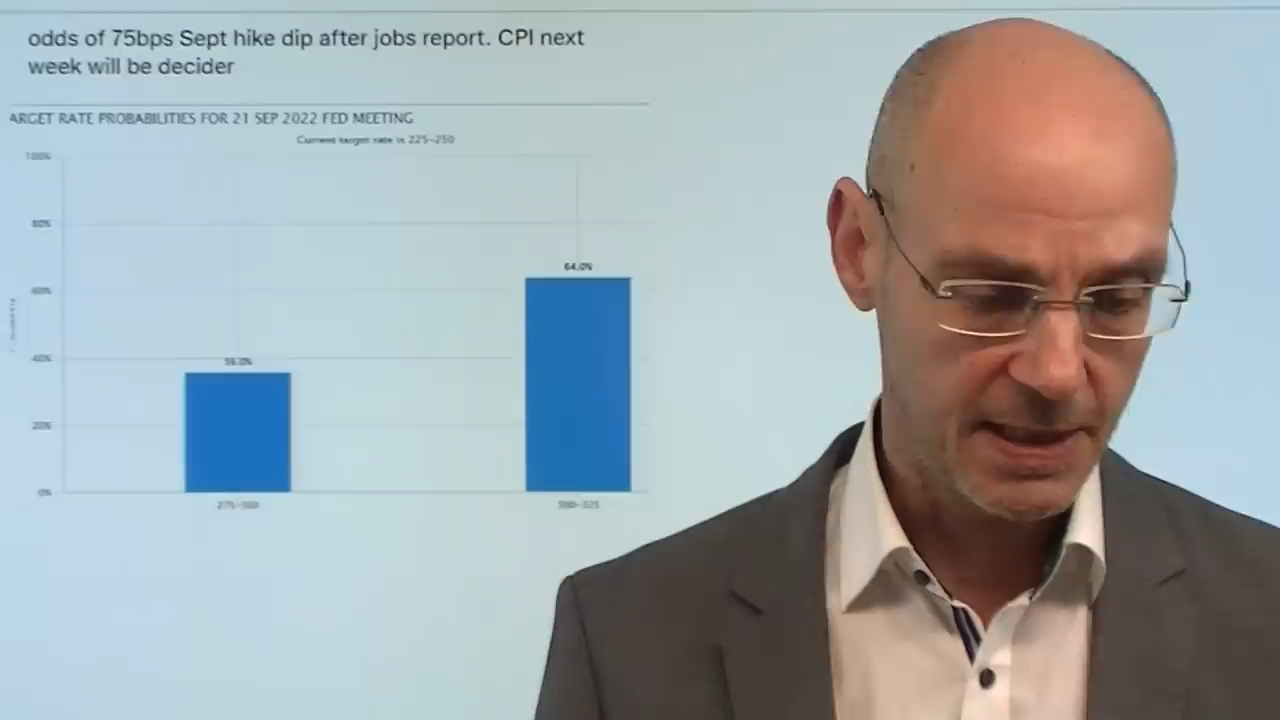 odds of 75bps Sept hike dip after jobs report. CPI next
week will be decider
ARGET RATE PROBABILITIES FOR 21 SEP 2022 FED MEETING
Current target rate is 225-250
100%
80%
64.0%
60%
40%
20%
0%